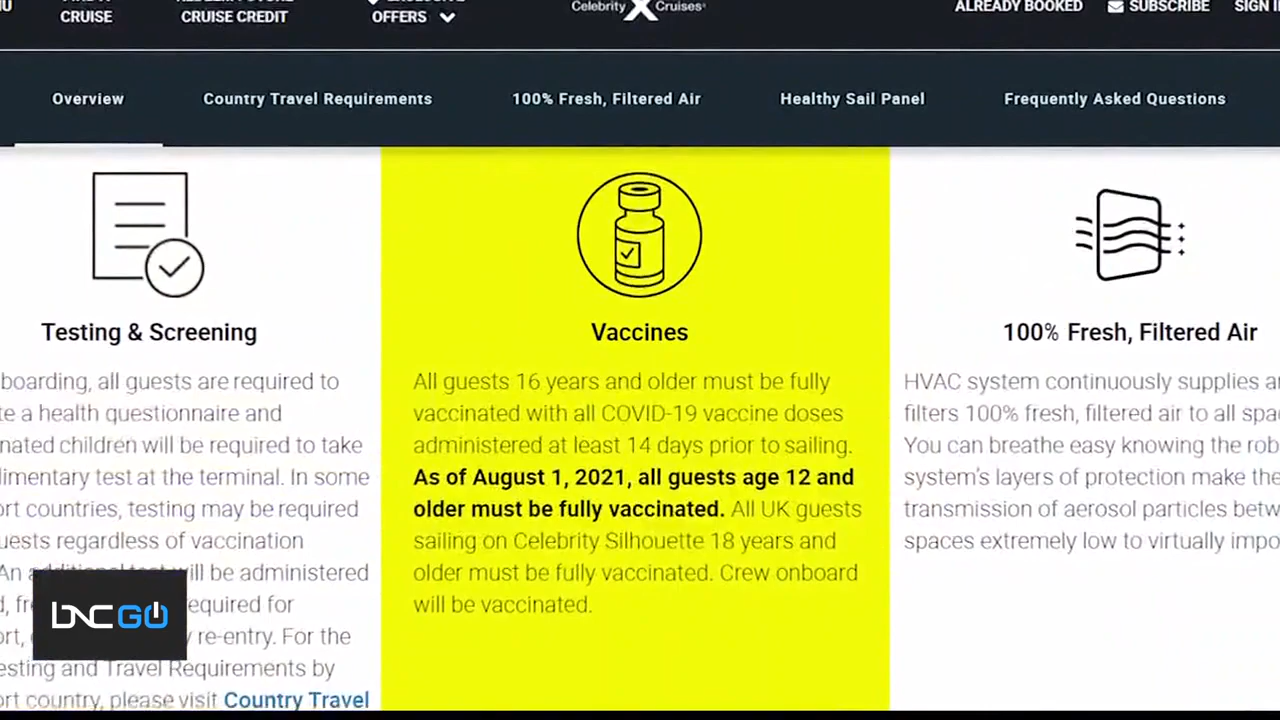 CRUISE
CRUISE CREDIT
OFFERS
Celebrity X Cruises
ALREADY BOOKED
SUBSCRIBE
SIGN
Overview
Country Travel Requirements
100% Fresh, Filtered Air
Healthy Sail Panel
Frequently Asked Questions
Testing & Screening
boarding, all guests are required to
te a health questionnaire and
nated children will be required to take
limentary test at the terminal. In some
ort countries, testing may be required
uests regardless of vaccination
An additional test will be administered
required for
ort, re-entry. For the
esting and Travel Requirements by
ort country, please visit Country Travel
Vaccines
All guests 16 years and older must be fully
vaccinated with all COVID-19 vaccine doses
administered at least 14 days prior to sailing.
As of August 1, 2021, all guests age 12 and
older must be fully vaccinated. All UK guests
sailing on Celebrity Silhouette 18 years and
older must be fully vaccinated. Crew onboard
will be vaccinated.
100% Fresh, Filtered Air
HVAC system continuously supplies a
filters 100% fresh, filtered air to all spa
You can breathe easy knowing the rob
system's layers of protection make the
transmission of aerosol particles betw
spaces extremely low to virtually impo
BNC GO